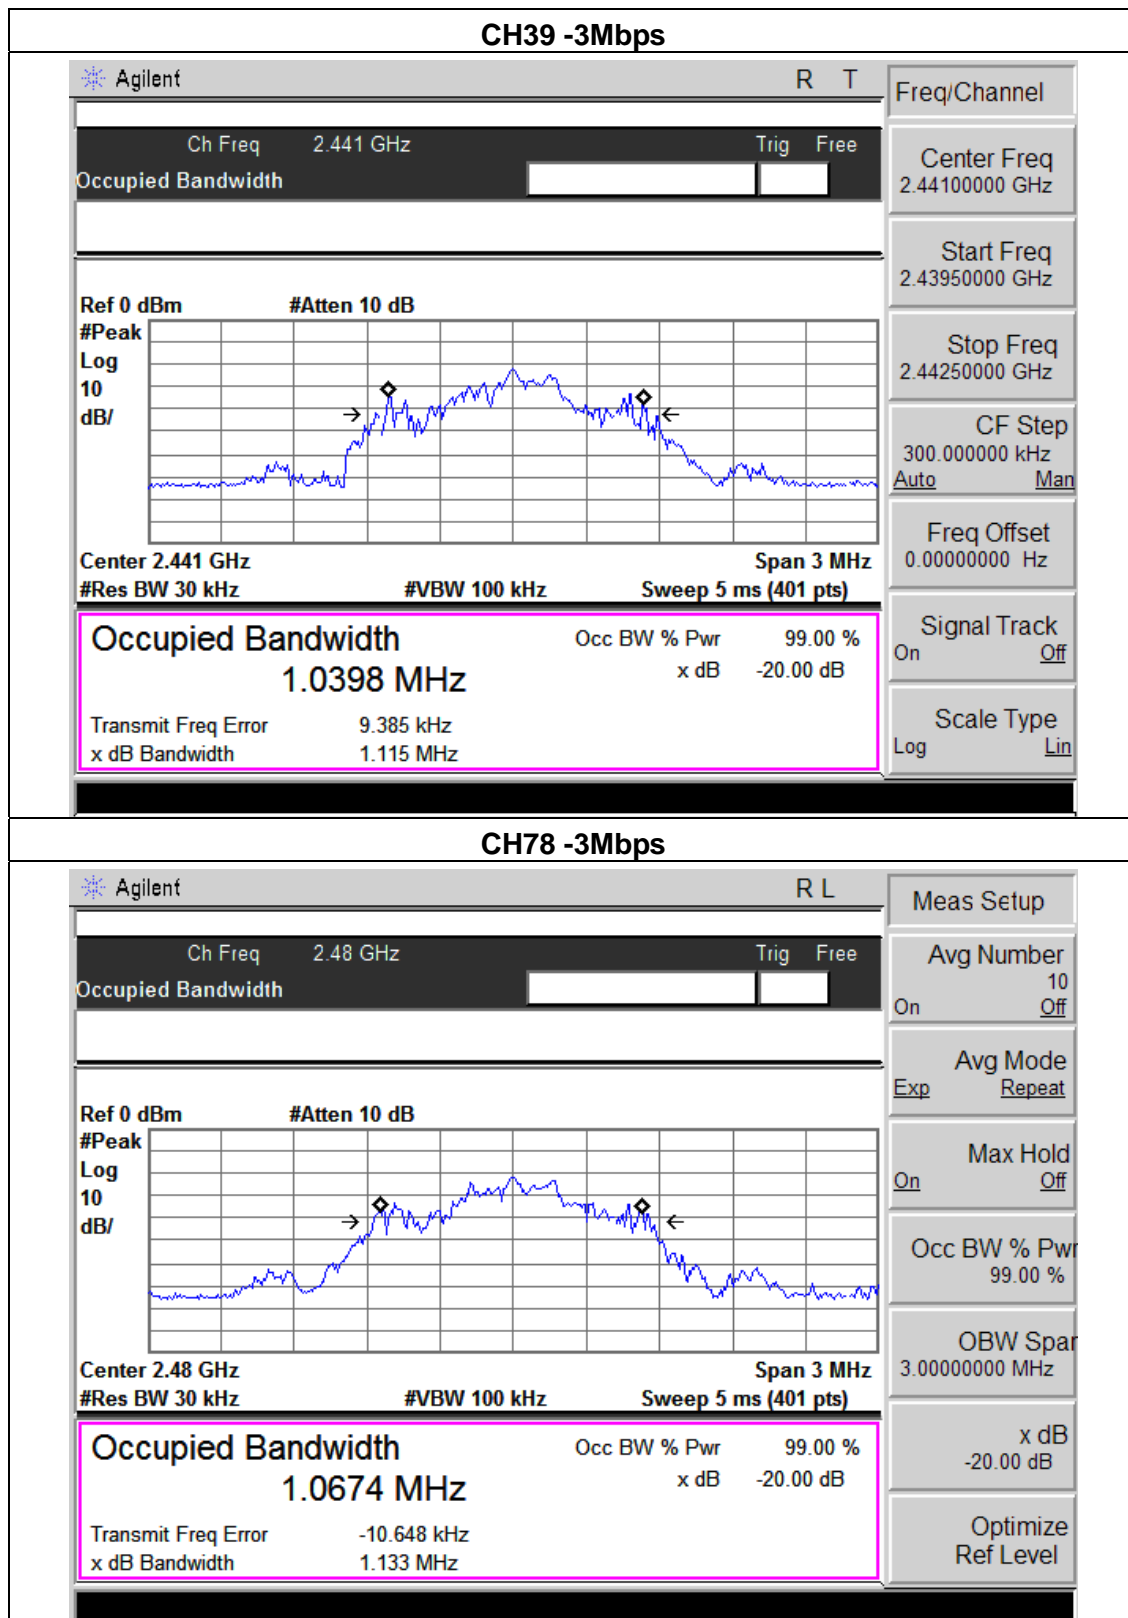 CH39 -3Mbps
Agilent R T
Freq/Channel
Ch Freq 2.441 GHz Trig Free
Occupied Bandwidth
Center Freq
2.44100000 GHz
Start Freq
2.43950000 GHz
Stop Freq
2.44250000 GHz
CF Step
300.000000 kHz
Auto Man
Freq Offset
0.00000000 Hz
Signal Track
On Off
Scale Type
Log Lin
Ref 0 dBm #Atten 10 dB
#Peak
Log
10
dB/
Center 2.441 GHz Span 3 MHz
#Res BW 30 kHz #VBW 100 kHz Sweep 5 ms (401 pts)
Occupied Bandwidth Occ BW % Pwr 99.00 %
1.0398 MHz x dB -20.00 dB
Transmit Freq Error 9.385 kHz
x dB Bandwidth 1.115 MHz
CH78 -3Mbps
Agilent R L
Meas Setup
Ch Freq 2.48 GHz Trig Free
Occupied Bandwidth
Avg Number
10
On Off
Avg Mode
Exp Repeat
Max Hold
On Off
Occ BW % Pwr
99.00 %
OBW Span
3.00000000 MHz
x dB
-20.00 dB
Optimize
Ref Level
Ref 0 dBm #Atten 10 dB
#Peak
Log
10
dB/
Center 2.48 GHz Span 3 MHz
#Res BW 30 kHz #VBW 100 kHz Sweep 5 ms (401 pts)
Occupied Bandwidth Occ BW % Pwr 99.00 %
1.0674 MHz x dB -20.00 dB
Transmit Freq Error -10.648 kHz
x dB Bandwidth 1.133 MHz